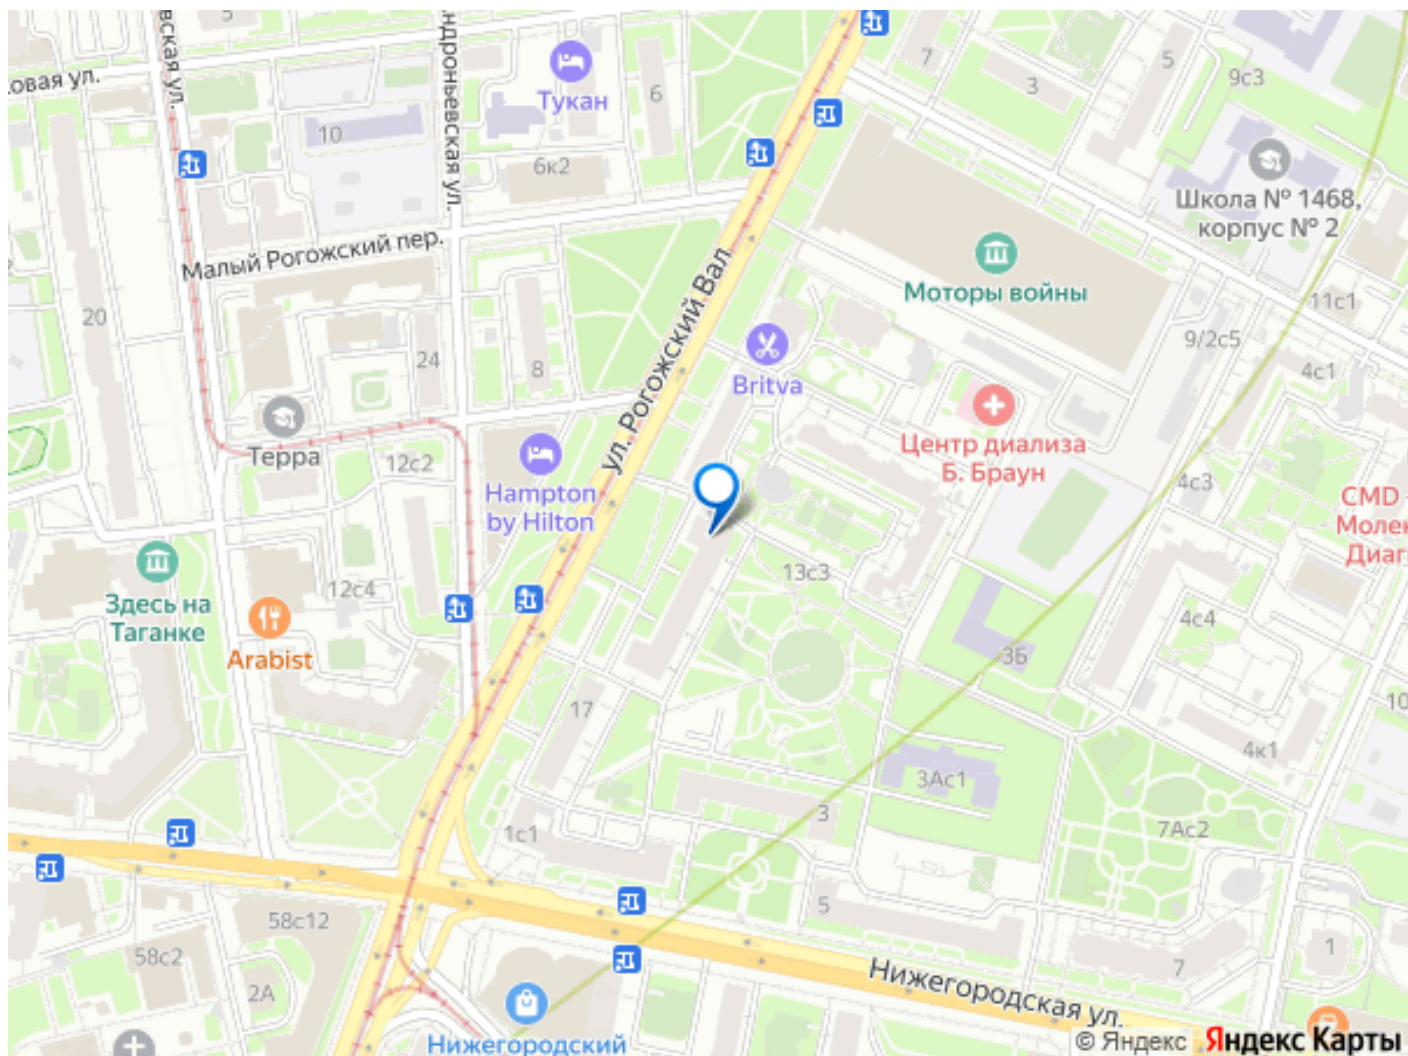 5
7
5
9с3
3
Тукан
6
10
6к2
овая ул.
вская ул.
ндроньевская ул.
Школа № 1468,
корпус № 2
Малый Рогожский пер.
ул. Рогожский Вал
Моторы войны
11с1
9/2с5
4с1
20
24
8
Britva
Терра
12с2
Центр диализа
Б. Браун
Hampton
by Hilton
4с3
CMD
Молек
Диаг
13с3
12с4
Здесь на
Таганке
Arabist
4с4
3Б
17
10
4к1
3Ас1
3
7Ас2
1с1
5
58с12
58с2
2А
7
1
Нижегородская ул.
Нижегородский
© Яндекс Яндекс Карты